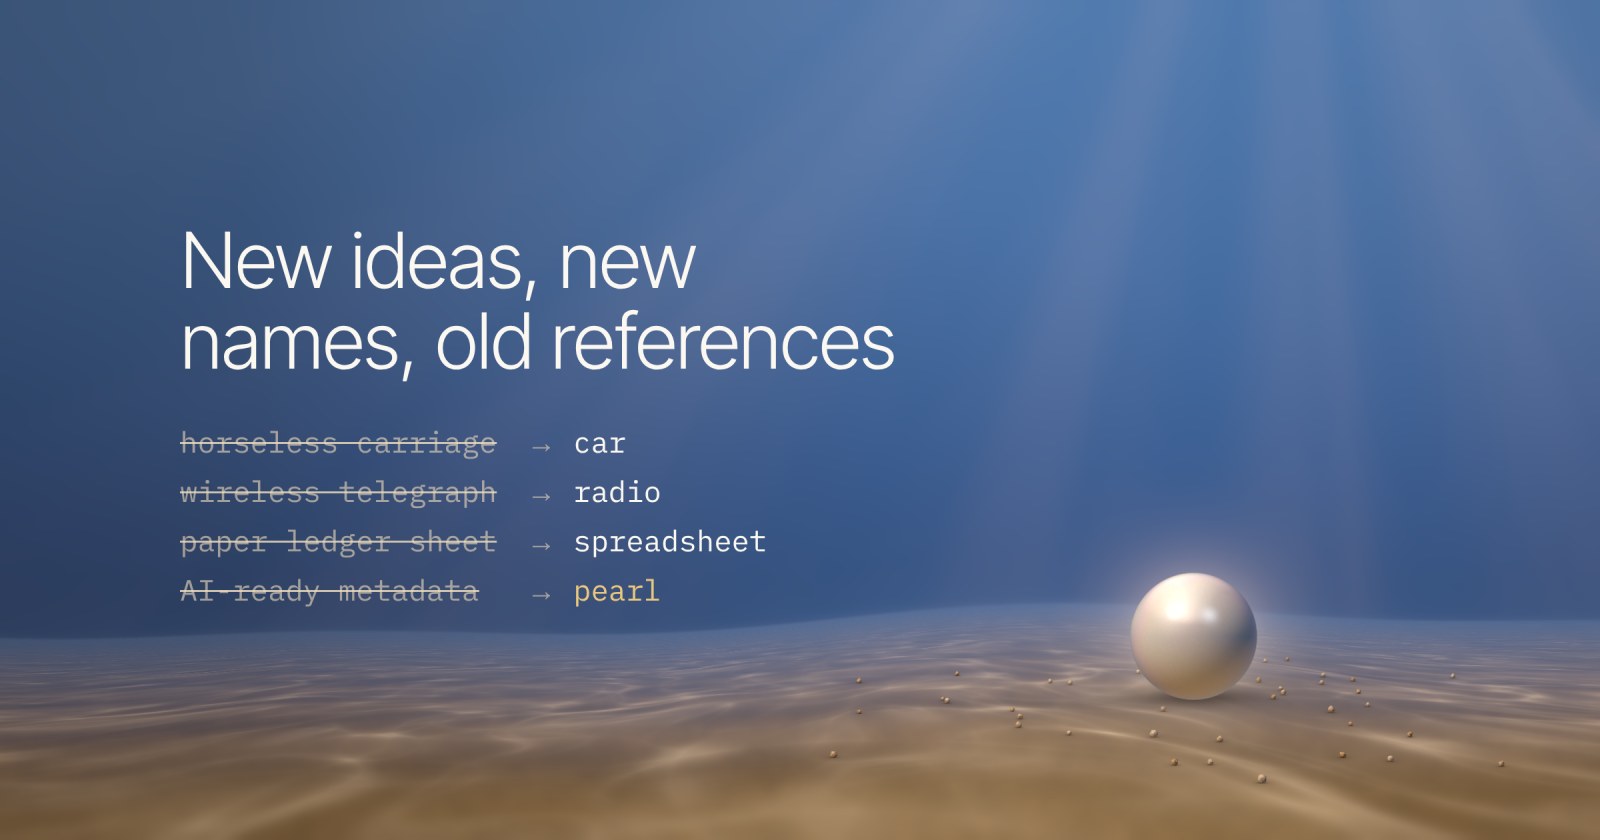 New ideas, new
names, old references
horseless carriage → car
wireless telegraph → radio
paper ledger sheet → spreadsheet
AI-ready metadata → pearl